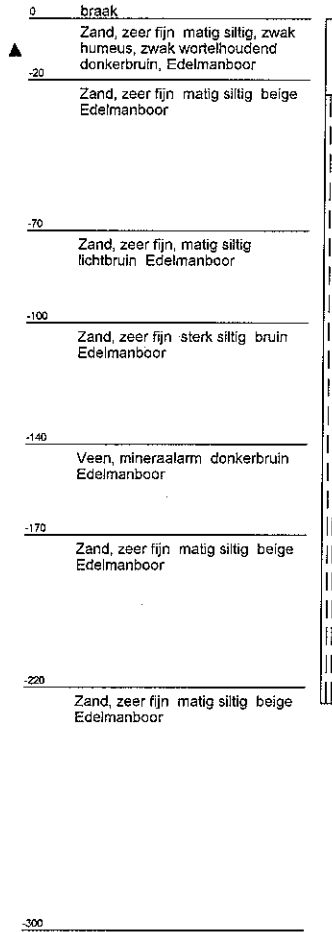 0 braak
Zand, zeer fijn matig siltig, zwak
humeus, zwak wortelhoudend
donkerbruin, Edelmanboor
-20
Zand, zeer fijn matig siltig beige
Edelmanboor
-70
Zand, zeer fijn, matig siltig
lichtbruin Edelmanboor
-100
Zand, zeer fijn sterk siltig bruin
Edelmanboor
-140
Veen, mineraalarm donkerbruin
Edelmanboor
-170
Zand, zeer fijn matig siltig beige
Edelmanboor
-220
Zand, zeer fijn matig siltig beige
Edelmanboor
-300